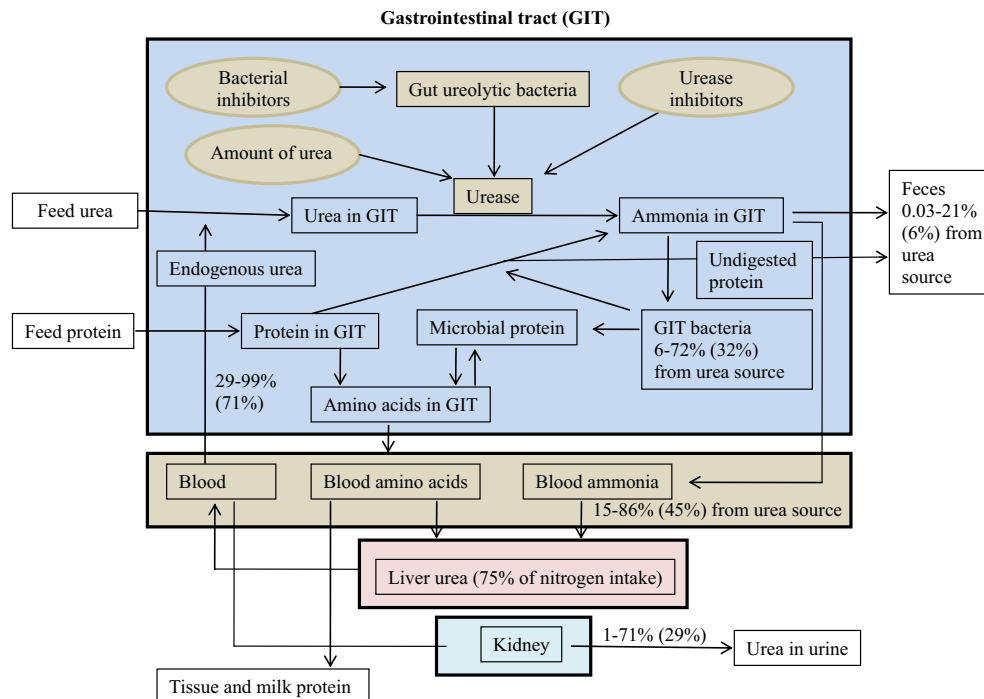 Gastrointestinal tract (GIT)
Bacterial
inhibitors
Gut ureolytic bacteria
Urease
inhibitors
Amount of urea
Urease
Feed urea
Urea in GIT
Ammonia in GIT
Feces
0.03-21%
(6%) from
urea
source
Endogenous urea
Undigested
protein
Feed protein
Protein in GIT
Microbial protein
GIT bacteria
6-72% (32%)
from urea source
29-99%
(71%)
Amino acids in GIT
Blood
Blood amino acids
Blood ammonia
15-86% (45%) from urea source
Liver urea (75% of nitrogen intake)
Kidney
1-71% (29%)
Urea in urine
Tissue and milk protein